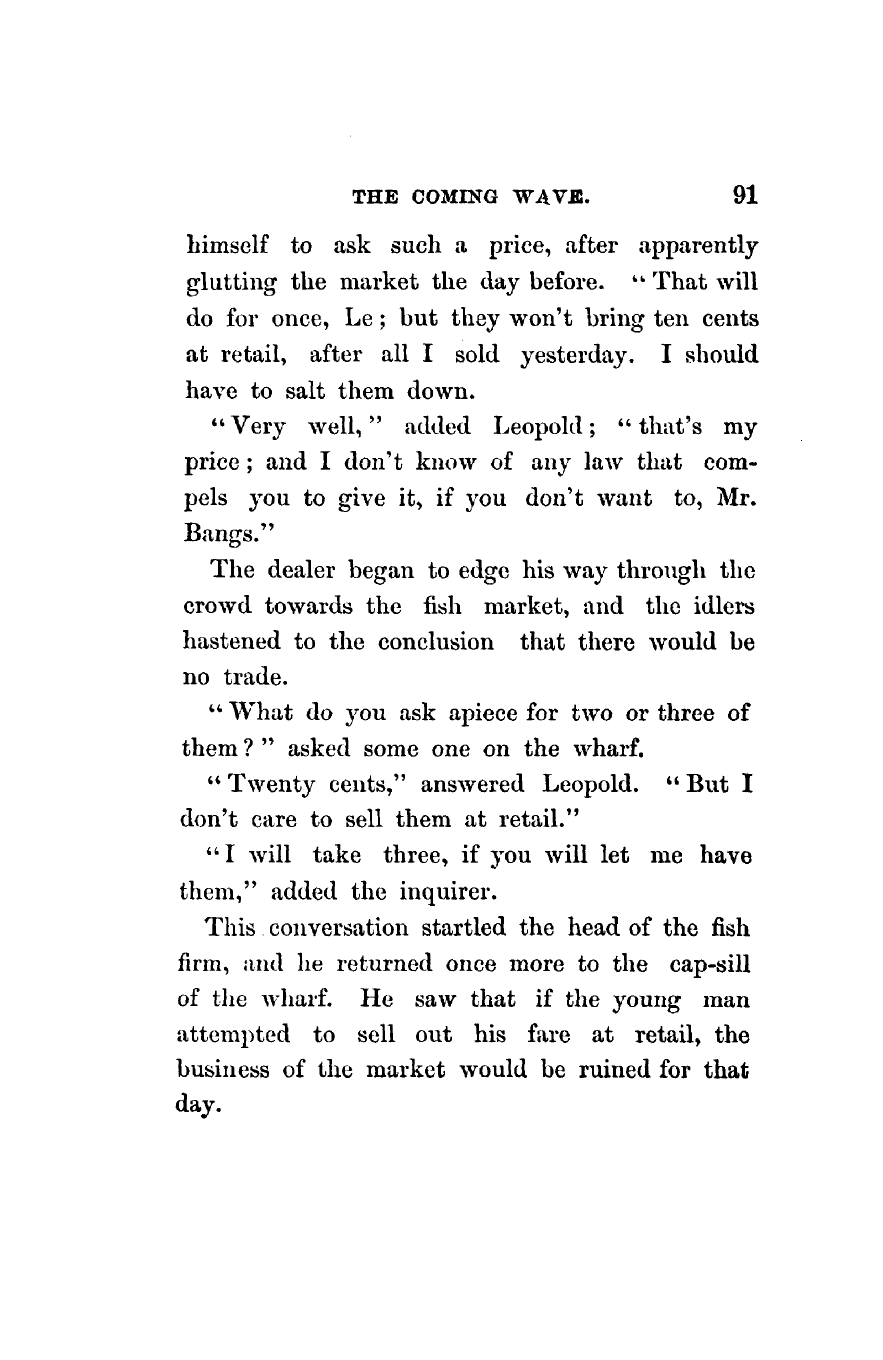 THE COMING WAVE. 91
himself to ask such a price, after apparently
glutting the market the day before. "That will
do for once, Le; but they won't bring ten cents
at retail, after all I sold yesterday. I should
have to salt them down.
"Very well," added Leopold; "that's my
price; and I don't know of any law that com-
pels you to give it, if you don't want to, Mr.
Bangs."
The dealer began to edge his way through the
crowd towards the fish market, and the idlers
hastened to the conclusion that there would be
no trade.
"What do you ask apiece for two or three of
them?" asked some one on the wharf.
"Twenty cents," answered Leopold. "But I
don't care to sell them at retail."
"I will take three, if you will let me have
them," added the inquirer.
This conversation startled the head of the fish
firm, and he returned once more to the cap-sill
of the wharf. He saw that if the young man
attempted to sell out his fare at retail, the
business of the market would be ruined for that
day.